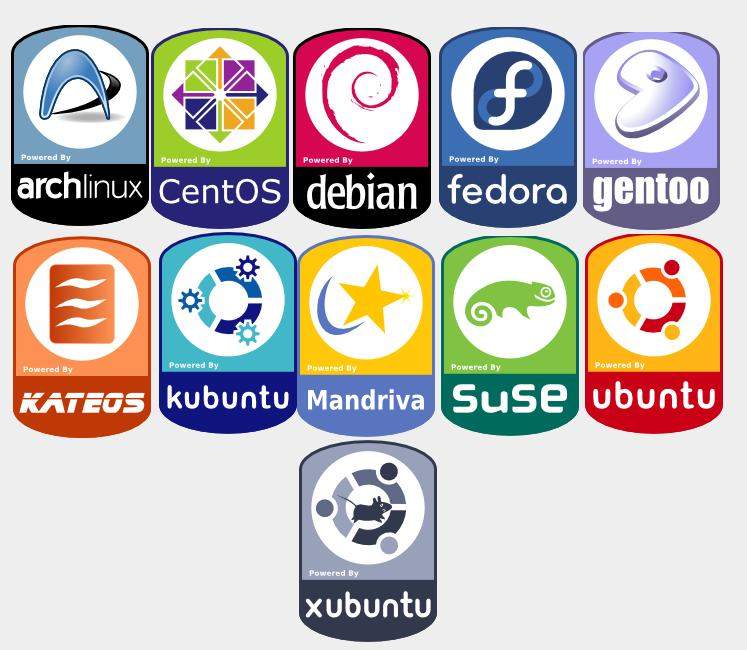 Powered By
archlinux
Powered By
CentOS
Powered By
debian
Powered By
fedora
Powered By
gentoo
Powered By
KATEOS
Powered By
kubuntu
Powered By
Mandriva
Powered By
SUSE
Powered By
ubuntu
Powered By
xubuntu